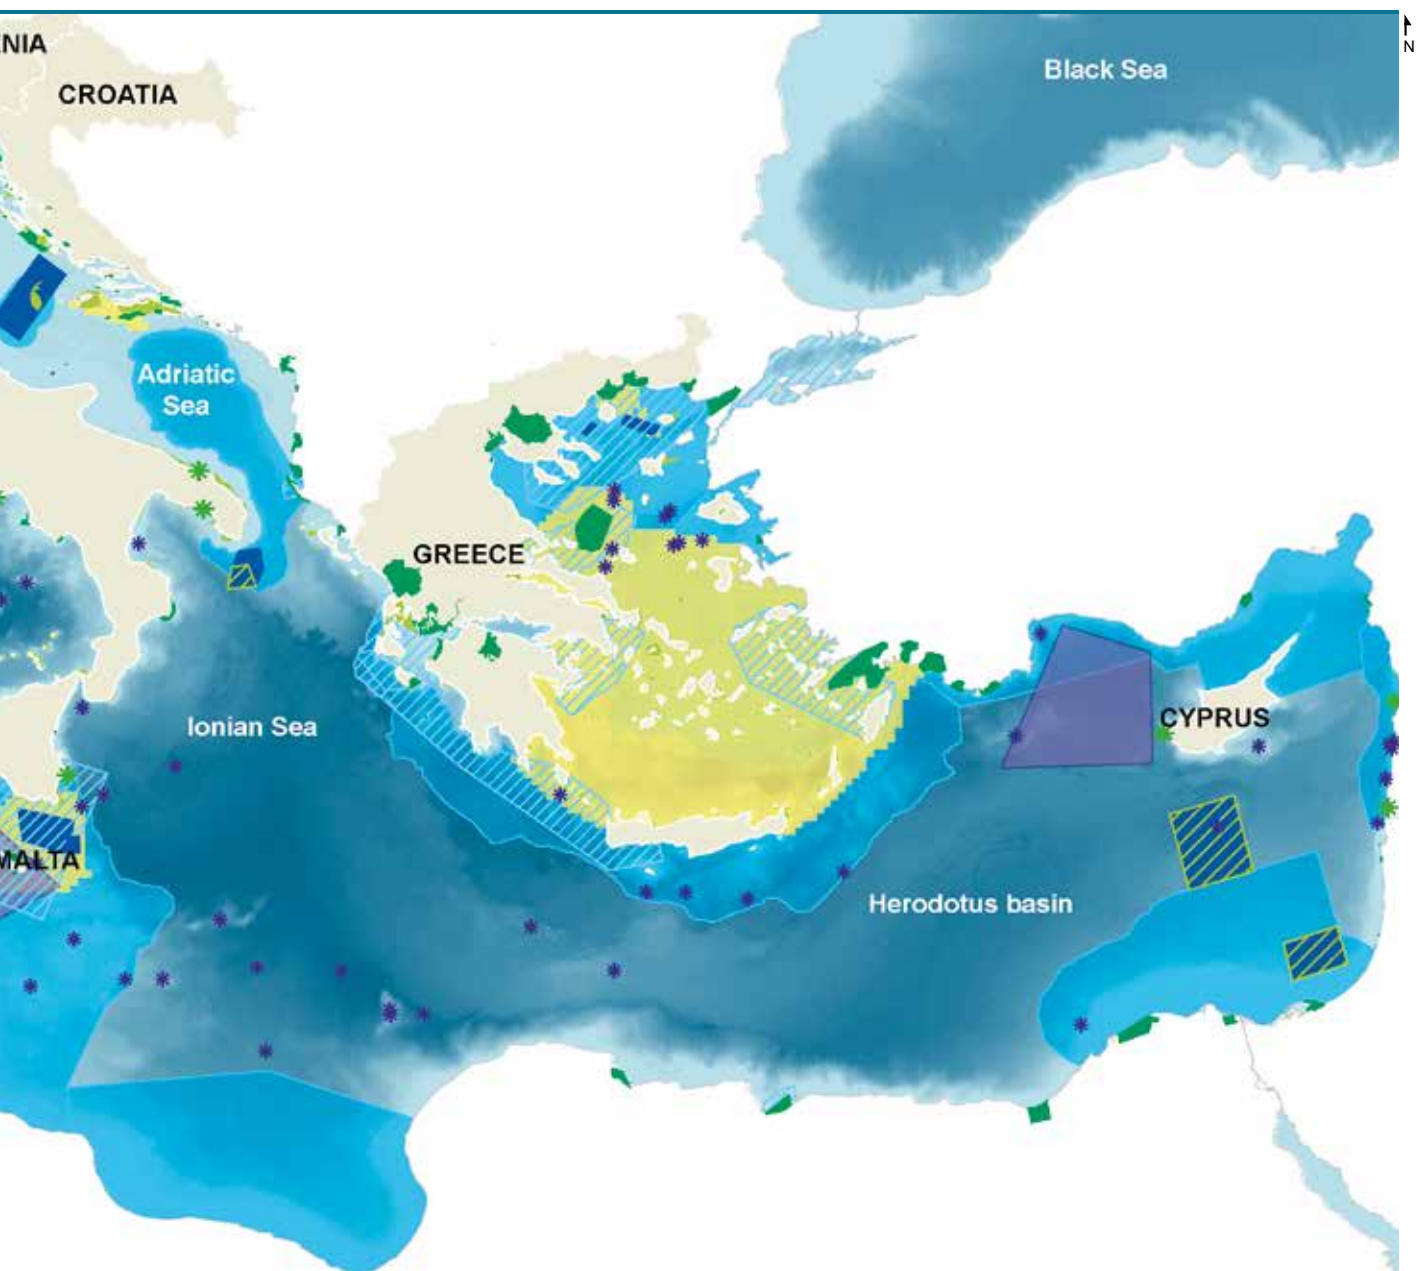 NIA
N
Black Sea
CROATIA
Adriatic
Sea
GREECE
Ionian Sea
CYPRUS
MALTA
Herodotus basin